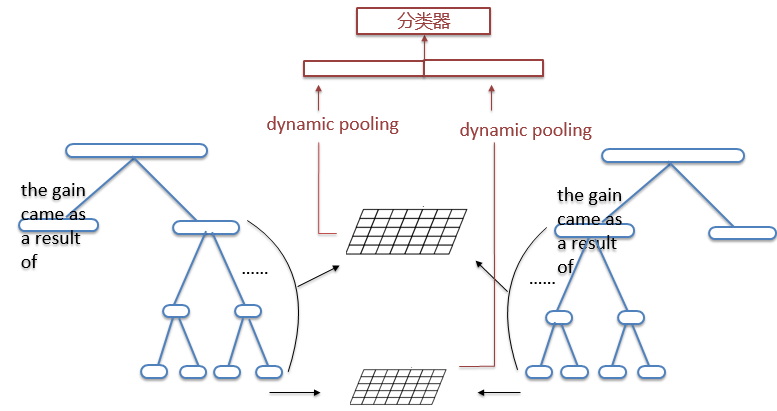 分类器
dynamic pooling
dynamic pooling
the gain
came as
a result
of
......
the gain
came as
a result
of
......